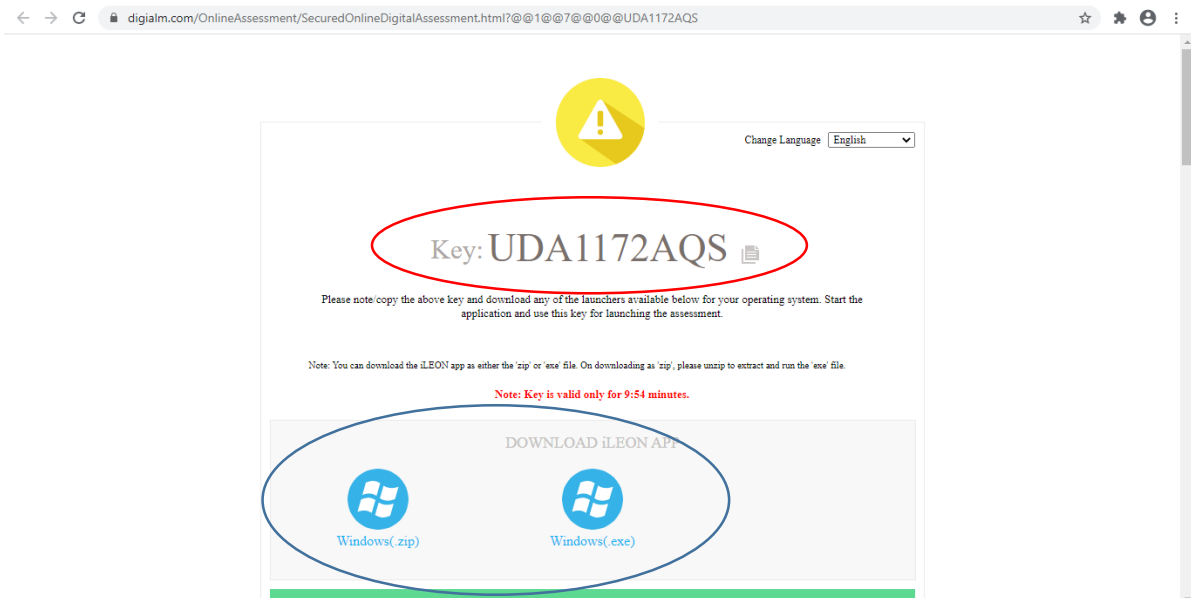 digialm.com/OnlineAssessment/SecuredOnlineDigitalAssessment.html?@@1@@7@@0@@UDA1172AQS
Change Language English
Key: UDA1172AQS
Please note/copy the above key and download any of the launchers available below for your operating system. Start the
application and use this key for launching the assessment.
Note: You can download the iLEON app as either the 'zip' or 'exe' file. On downloading as 'zip', please unzip to extract and run the 'exe' file.
Note: Key is valid only for 9:54 minutes.
DOWNLOAD iLEON APP
Windows(.zip) Windows(.exe)